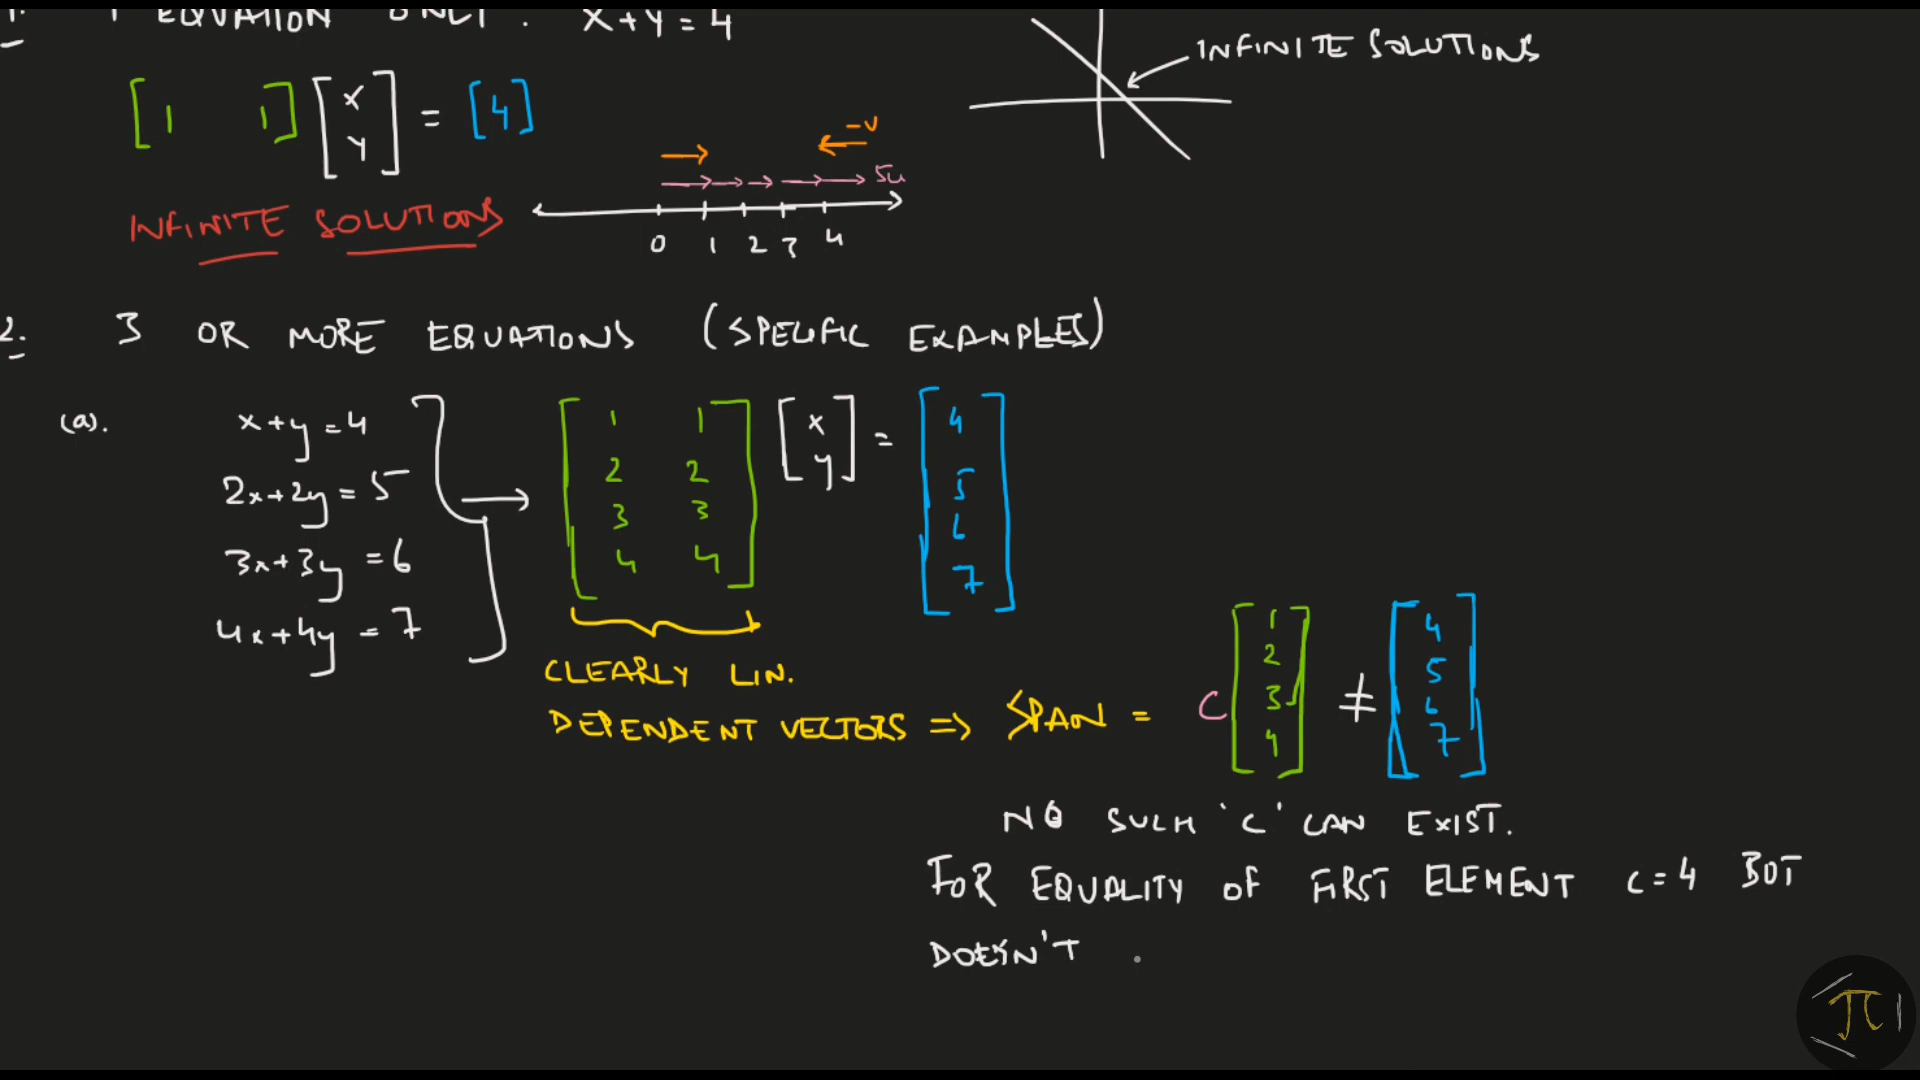 1. 1 EQUATION ONLY. X+Y=4
INFINITE SOLUTIONS
[1 1] [X Y] = [4]
-V
5u
INFINITE SOLUTIONS
0 1 2 3 4
2. 3 OR MORE EQUATIONS (SPECIFIC EXAMPLES)
(a). x+y=4
2x+2y=5
3x+3y=6
4x+4y=7
[1 1
2 2
3 3
4 4] [x y] = [4 5 6 7]
CLEARLY LIN.
DEPENDENT VECTORS => SPAN = C [1 2 3 4] ≠ [4 5 6 7]
NO SUCH 'C' CAN EXIST.
FOR EQUALITY OF FIRST ELEMENT C=4 BUT
DOESN'T
π